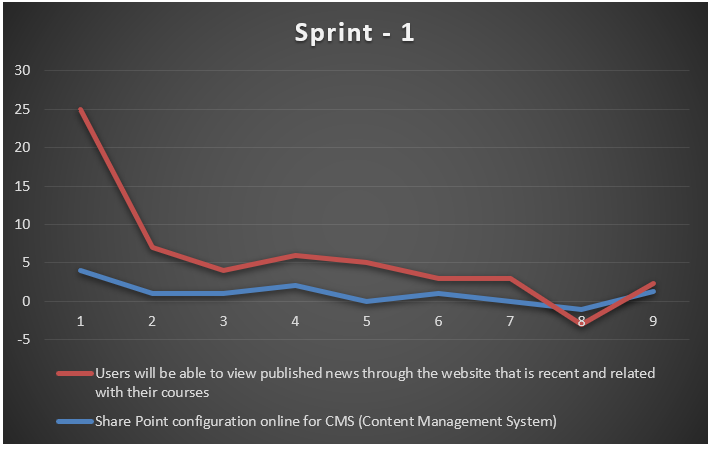 Sprint - 1
30
25
20
15
10
5
0
-5
1 2 3 4 5 6 7 8 9
Users will be able to view published news through the website that is recent and related
with their courses
Share Point configuration online for CMS (Content Management System)